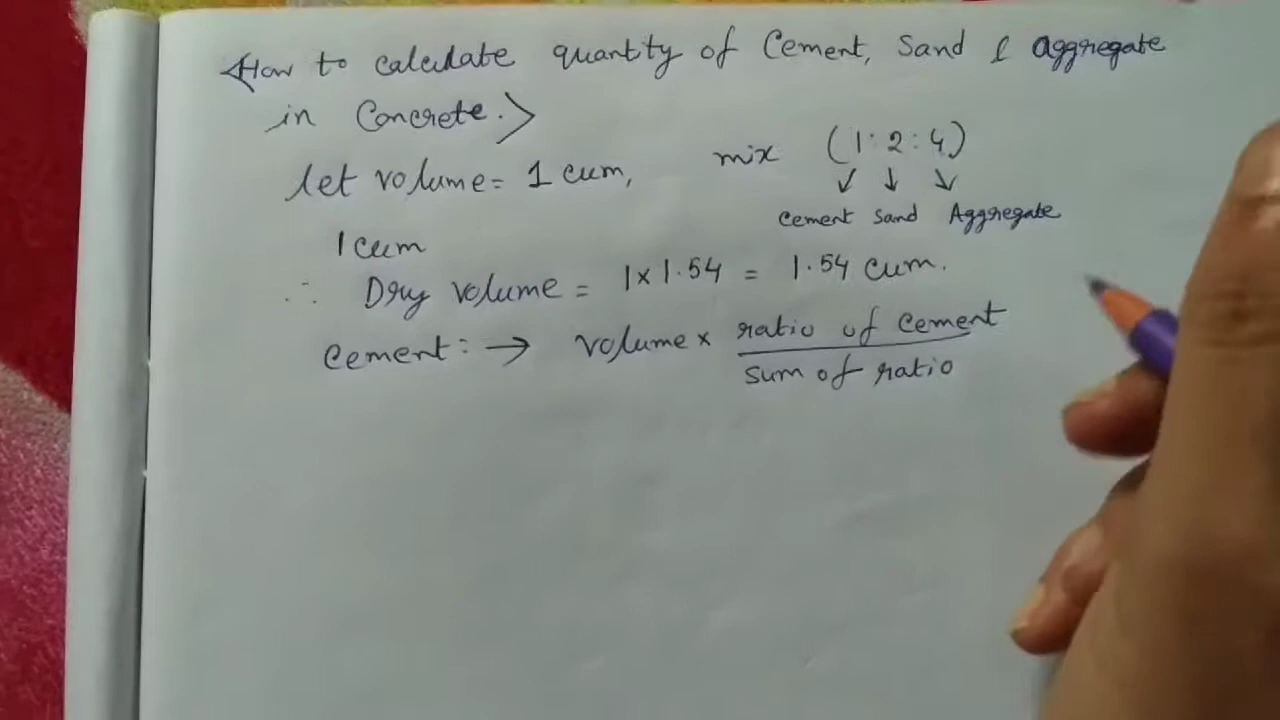 How to calculate quantity of Cement, Sand & Aggregate
in Concrete.>
let volume = 1 cum, mix (1:2:4)
↙ ↓ ↘
Cement Sand Aggregate
1 cum
∴ Dry volume = 1 x 1.54 = 1.54 cum.
Cement :→ volume x ratio of cement
sum of ratio